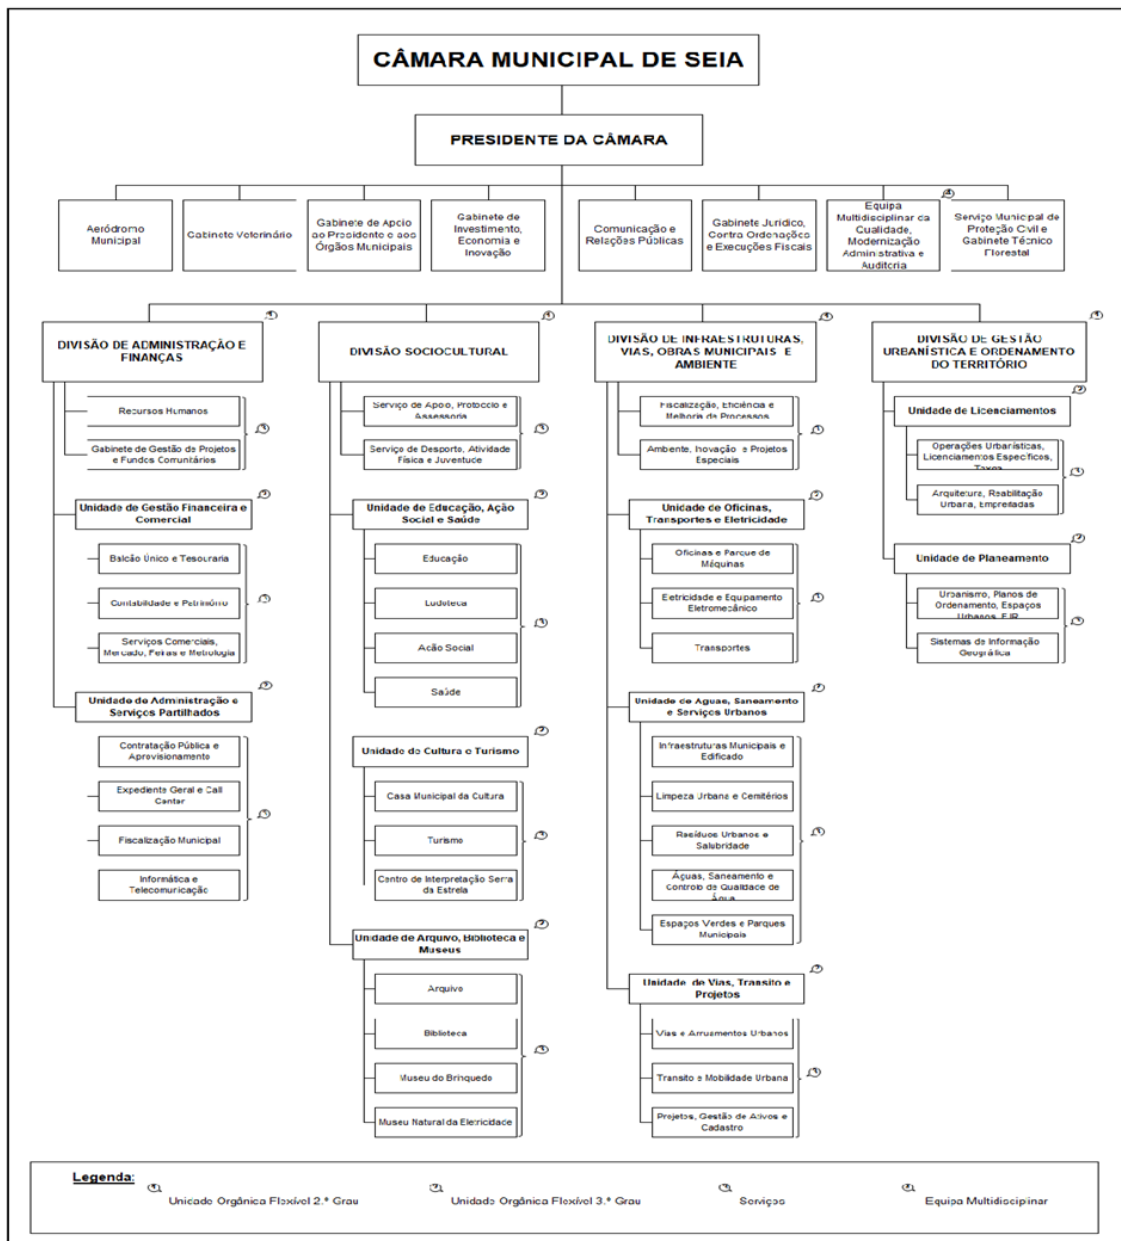 CÂMARA MUNICIPAL DE SEIA
PRESIDENTE DA CÂMARA
Aeródromo
Municipal
Gabinete Veterinário
Gabinete de Apoio
ao Presidente e aos
Órgãos Municipais
Gabinete de
Investimento,
Economia e
Inovação
Comunicação e
Relações Públicas
Gabinete Jurídico,
Contra Ordenações
e Execuções Fiscais
Equipa
Multidisciplinar da
Qualidade,
Modernização
Administrativa e
Auditoria
Serviço Municipal de
Proteção Civil e
Gabinete Técnico
Florestal
DIVISÃO DE ADMINISTRAÇÃO E
FINANÇAS
Recursos Humanos
Gabinete de Gestão de Projetos
e Fundos Comunitários
Unidade de Gestão Financeira e
Comercial
Balcão Único e Tesouraria
Contabilidade e Património
Serviços Comerciais,
Mercado, Feiras e Metrologia
Unidade de Administração e
Serviços Partilhados
Contratação Pública e
Aprovisionamento
Expediente Geral e Call
Center
Fiscalização Municipal
Informática e
Telecomunicação
DIVISÃO SOCIOCULTURAL
Serviço de Apoio, Protocolo e
Assessoria
Serviço de Desporto, Atividade
Física e Juventude
Unidade de Educação, Ação
Social e Saúde
Educação
Ludoteca
Ação Social
Saúde
Unidade de Cultura e Turismo
Casa Municipal da Cultura
Turismo
Centro de Interpretação Serra
da Estrela
Unidade de Arquivo, Biblioteca e
Museus
Arquivo
Biblioteca
Museu do Brinquedo
Museu Natural da Eletricidade
DIVISÃO DE INFRAESTRUTURAS,
VIAS, OBRAS MUNICIPAIS E
AMBIENTE
Fiscalização, Eficiência e
Melhoria de Processos
Ambiente, Inovação e Projetos
Especiais
Unidade de Oficinas,
Transportes e Eletricidade
Oficinas e Parque de
Máquinas
Eletricidade e Equipamento
Eletromecânico
Transportes
Unidade de Aguas, Saneamento
e Serviços Urbanos
Infraestruturas Municipais e
Edificado
Limpeza Urbana e Cemitérios
Resíduos Urbanos e
Salubridade
Águas, Saneamento e
Controlo de Qualidade de
Água
Espaços Verdes e Parques
Municipais
Unidade de Vias, Transito e
Projetos
Vias e Arruamentos Urbanos
Transito e Mobilidade Urbana
Projetos, Gestão de Ativos e
Cadastro
DIVISÃO DE GESTÃO
URBANÍSTICA E ORDENAMENTO
DO TERRITÓRIO
Unidade de Licenciamentos
Operações Urbanísticas,
Licenciamentos Específicos,
Taxas
Arquitetura, Reabilitação
Urbana, Empreitadas
Unidade de Planeamento
Urbanismo, Planos de
Ordenamento, Espaços
Urbanos,
Sistemas de Informação
Geográfica
Legenda:
Unidade Orgânica Flexível 2.º Grau
Unidade Orgânica Flexível 3.º Grau
Serviços
Equipa Multidisciplinar